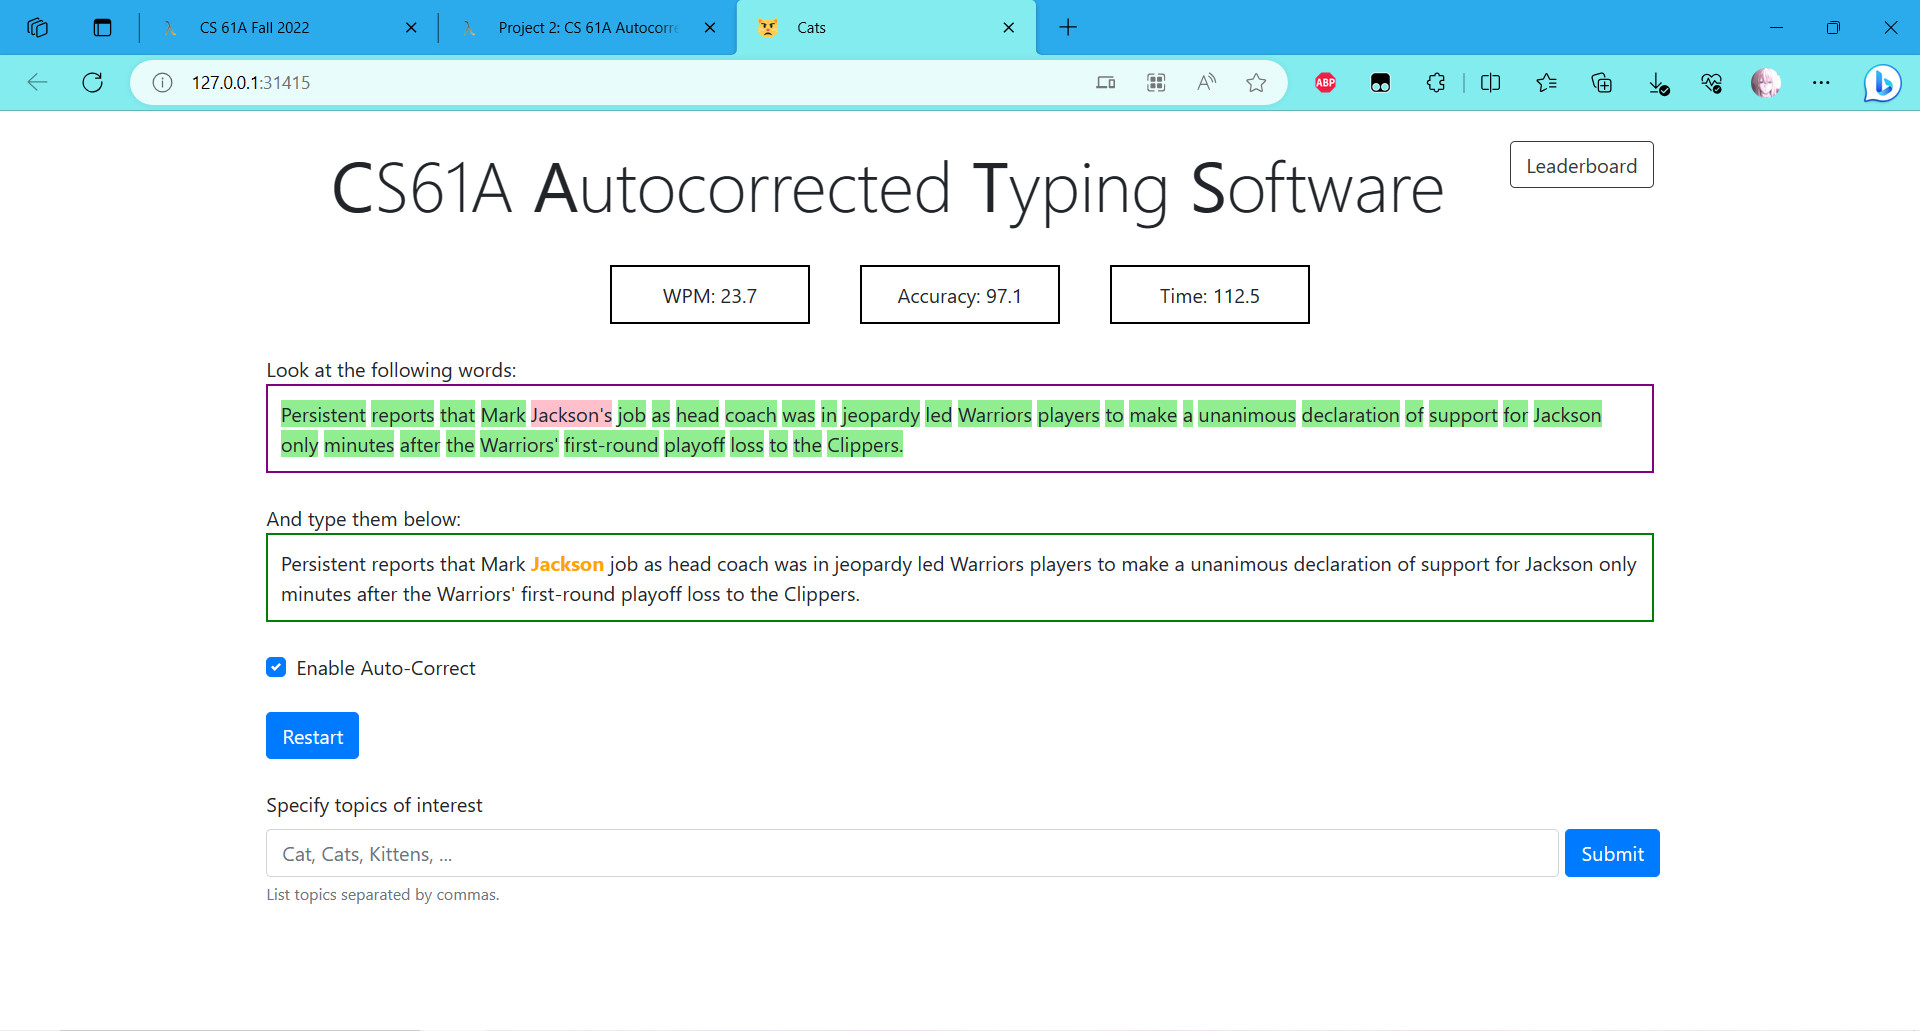 CS 61A Fall 2022
Project 2: CS 61A Autocorre
Cats
127.0.0.1:31415
ABP
CS61A Autocorrected Typing Software
Leaderboard
WPM: 23.7
Accuracy: 97.1
Time: 112.5
Look at the following words:
Persistent reports that Mark Jackson's job as head coach was in jeopardy led Warriors players to make a unanimous declaration of support for Jackson
only minutes after the Warriors' first-round playoff loss to the Clippers.
And type them below:
Persistent reports that Mark Jackson job as head coach was in jeopardy led Warriors players to make a unanimous declaration of support for Jackson only
minutes after the Warriors' first-round playoff loss to the Clippers.
Enable Auto-Correct
Restart
Specify topics of interest
Cat, Cats, Kittens, ...
Submit
List topics separated by commas.